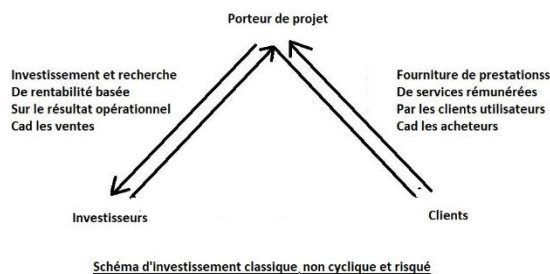 Porteur de projet
Investissement et recherche
De rentabilité basée
Sur le résultat opérationnel
Cad les ventes
Fourniture de prestationss
De services rémunérées
Par les clients utilisateurs
Cad les acheteurs
Investisseurs
Clients
Schéma d'investissement classique non cyclique et risqué